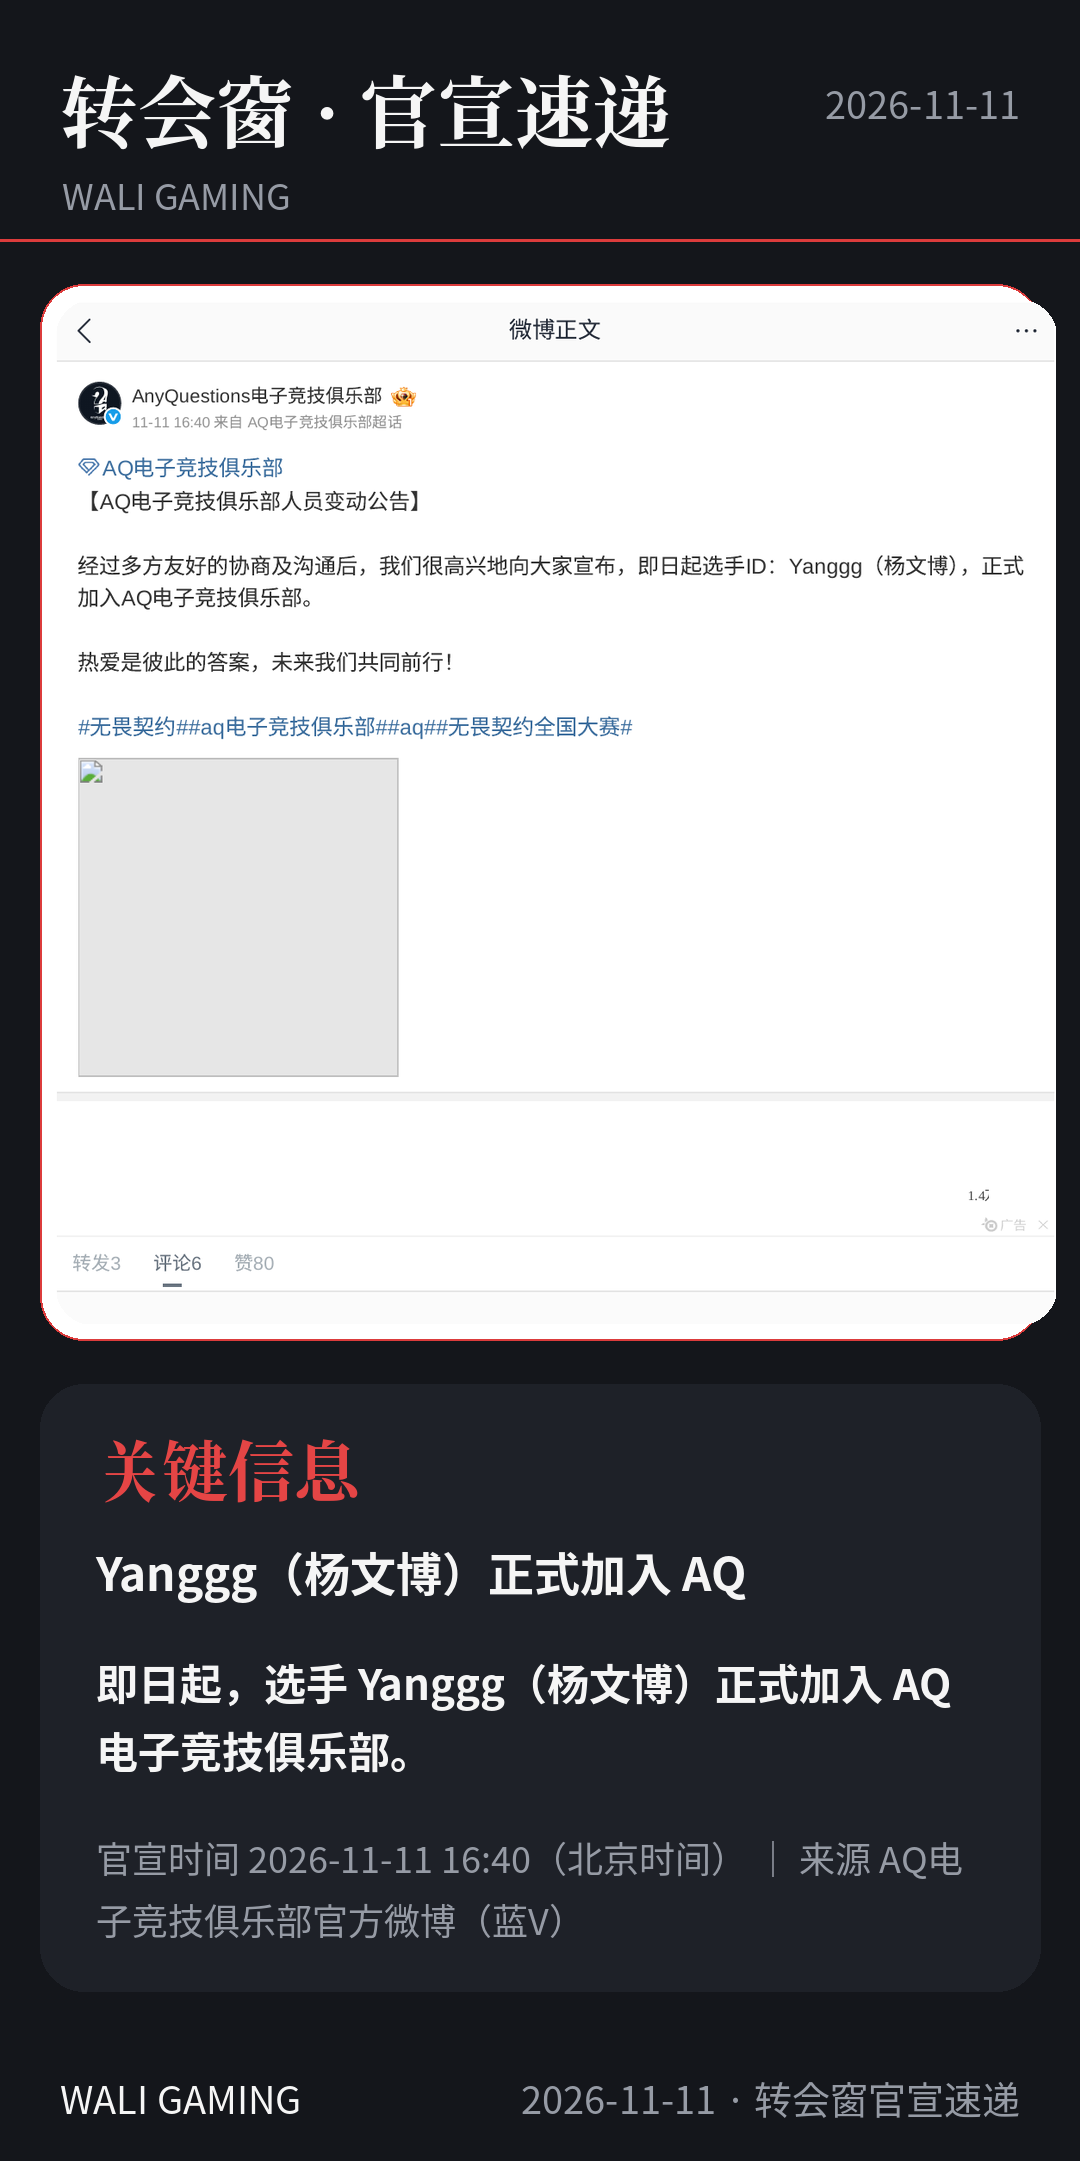 转会窗 · 官宣速递
2026-11-11
WALI GAMING
微博正文
AnyQuestions电子竞技俱乐部
11-11 16:40 来自 AQ电子竞技俱乐部超话
AQ电子竞技俱乐部
【AQ电子竞技俱乐部人员变动公告】
经过多方友好的协商及沟通后，我们很高兴地向大家宣布，即日起选手ID：Yanggg（杨文博），正式
加入AQ电子竞技俱乐部。
热爱是彼此的答案，未来我们共同前行！
#无畏契约##aq电子竞技俱乐部##aq##无畏契约全国大赛#
1.4
广告
转发3 评论6 赞80
关键信息
Yanggg（杨文博）正式加入 AQ
即日起，选手 Yanggg（杨文博）正式加入 AQ
电子竞技俱乐部。
官宣时间 2026-11-11 16:40（北京时间） ｜ 来源 AQ电
子竞技俱乐部官方微博（蓝V）
WALI GAMING
2026-11-11 · 转会窗官宣速递